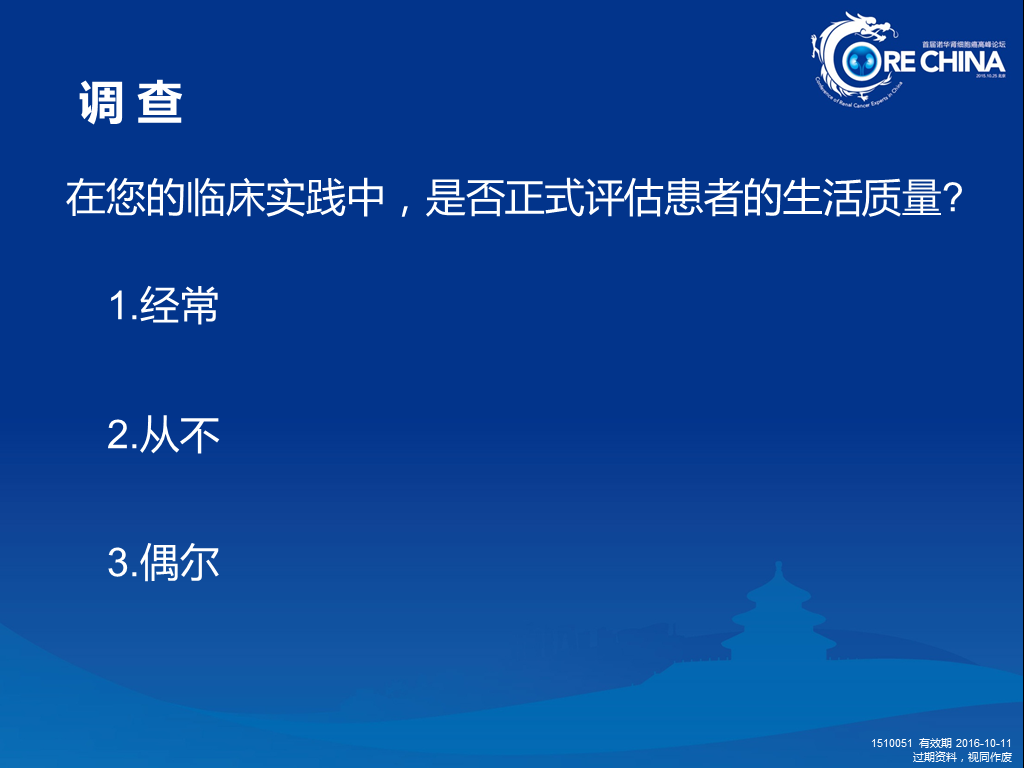 首届诺华肾细胞癌高峰论坛
CORE CHINA
2015.10.25 北京
Conference of Renal Cancer Experts in China
调 查
在您的临床实践中，是否正式评估患者的生活质量?
1.经常
2.从不
3.偶尔
1510051 有效期 2016-10-11
过期资料，视同作废